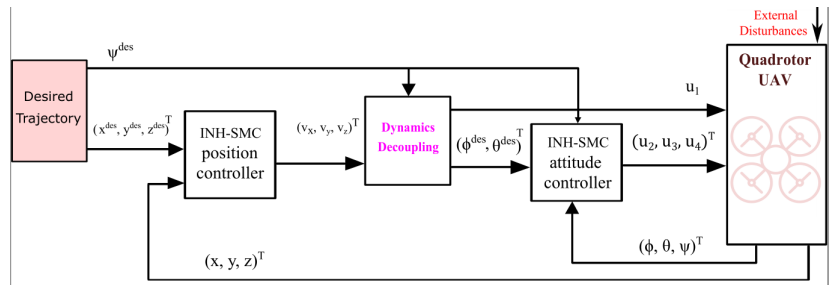 External
Disturbances
ψ^des
Quadrotor
UAV
Desired
Trajectory
u₁
(x^des, y^des, z^des)^T
INH-SMC
position
controller
(v_x, v_y, v_z)^T
Dynamics
Decoupling
(ϕ^des, θ^des)^T
INH-SMC
attitude
controller
(u₂, u₃, u₄)^T
(ϕ, θ, ψ)^T
(x, y, z)^T